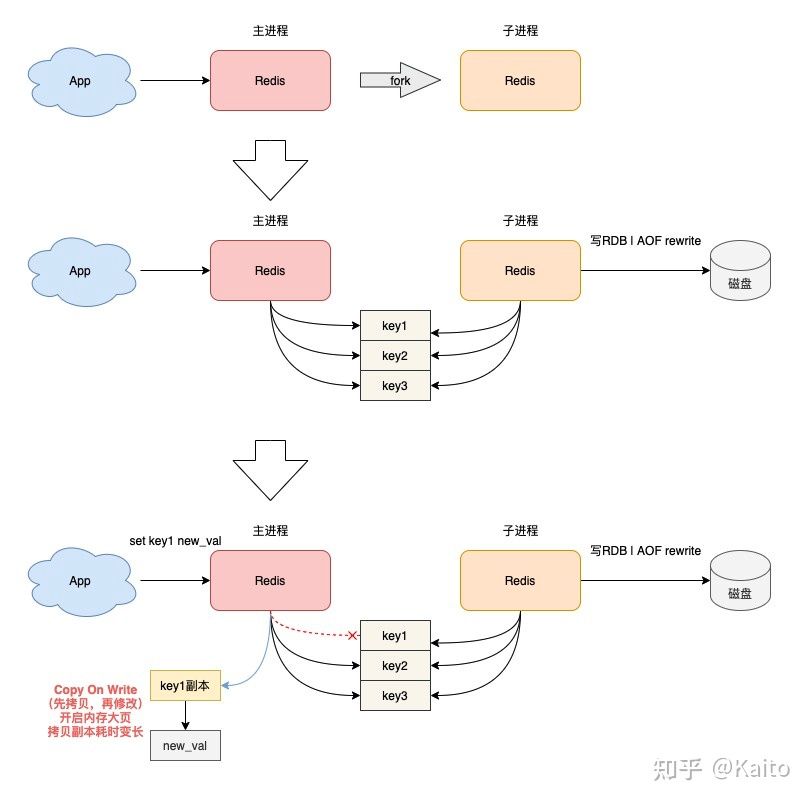 主进程
子进程
App
Redis
fork
Redis
主进程
子进程
App
Redis
Redis
写RDB | AOF rewrite
磁盘
key1
key2
key3
set key1 new_val
主进程
子进程
App
Redis
Redis
写RDB | AOF rewrite
磁盘
key1
key2
key3
key1副本
Copy On Write
（先拷贝，再修改）
开启内存大页
拷贝副本耗时变长
new_val
知乎 @Kaito